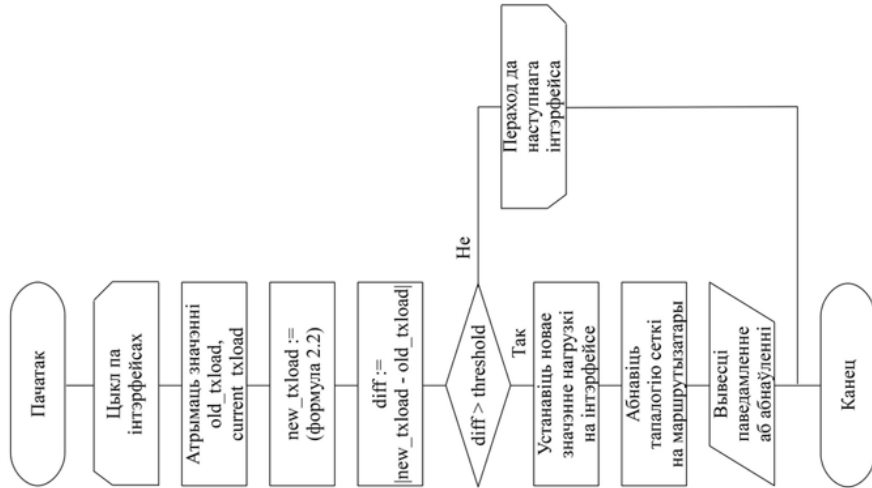 Пачатак
Цыкл па
інтэрфейсах
Атрымаць значэнні
old_txload,
current txload
new_txload :=
(формула 2.2)
diff :=
|new_txload - old_txload|
diff > threshold
Не
Пераход да
наступнага
інтэрфейса
Так
Устанавіць новае
значэнне нагрузкі
на інтэрфейсе
Абнавіць
тапалогію сеткі
на маршрутызатары
Вывесці
паведамленне
аб абнаўленні
Канец